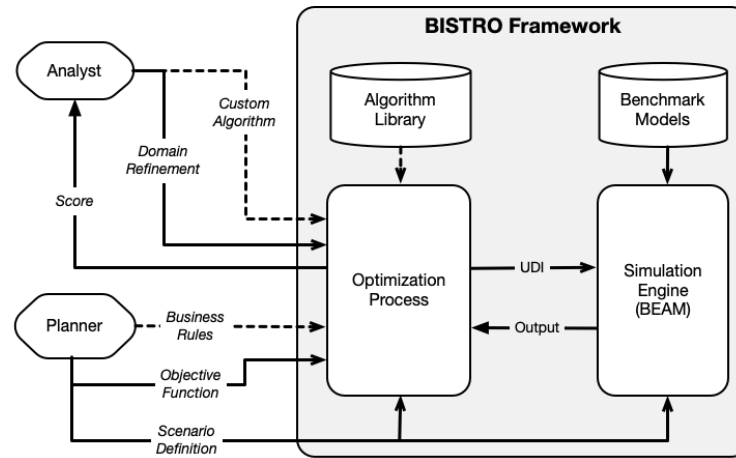 BISTRO Framework
Analyst
Custom
Algorithm
Algorithm
Library
Benchmark
Models
Domain
Refinement
Score
Optimization
Process
UDI
Simulation
Engine
(BEAM)
Output
Planner
Business
Rules
Objective
Function
Scenario
Definition